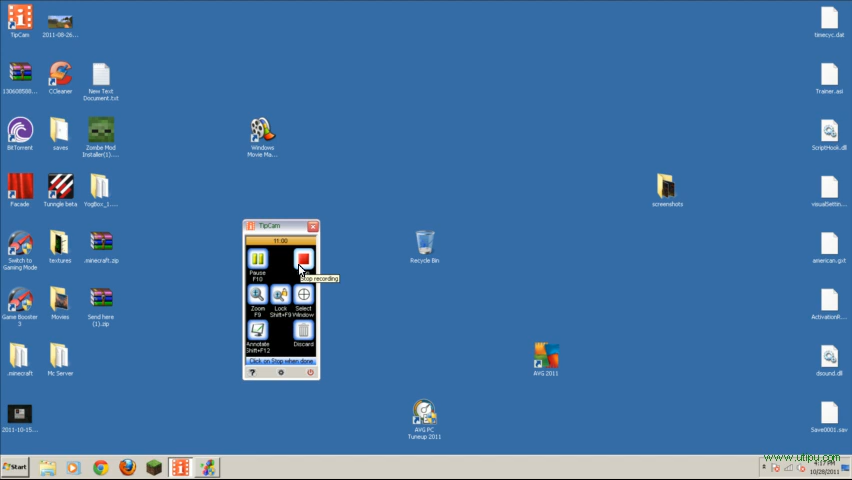 TipCam
2011-08-26...
130608588...
CCleaner
New Text
Document.txt
BitTorrent
saves
Zombe Mod
Installer(1)....
Facade
Tunngle beta
YogBox_1....
Switch to
Gaming Mode
textures
.minecraft.zip
Game Booster
3
Movies
Send here
(1).zip
.minecraft
Mc Server
2011-10-15...
Windows
Movie Ma...
TipCam
11:00
Pause
F10
Stop recording
Zoom
F9
Lock
Shift+F9
Select
Window
Annotate
Shift+F12
Discard
Click on Stop when done
?
Recycle Bin
AVG 2011
AVG PC
Tuneup 2011
screenshots
timecyc.dat
Trainer.asi
ScriptHook.dll
visualSettin...
american.gxt
ActivationR...
dsound.dll
Save0001.sav
Start
www.utipu.com
4:17 PM
10/28/2011